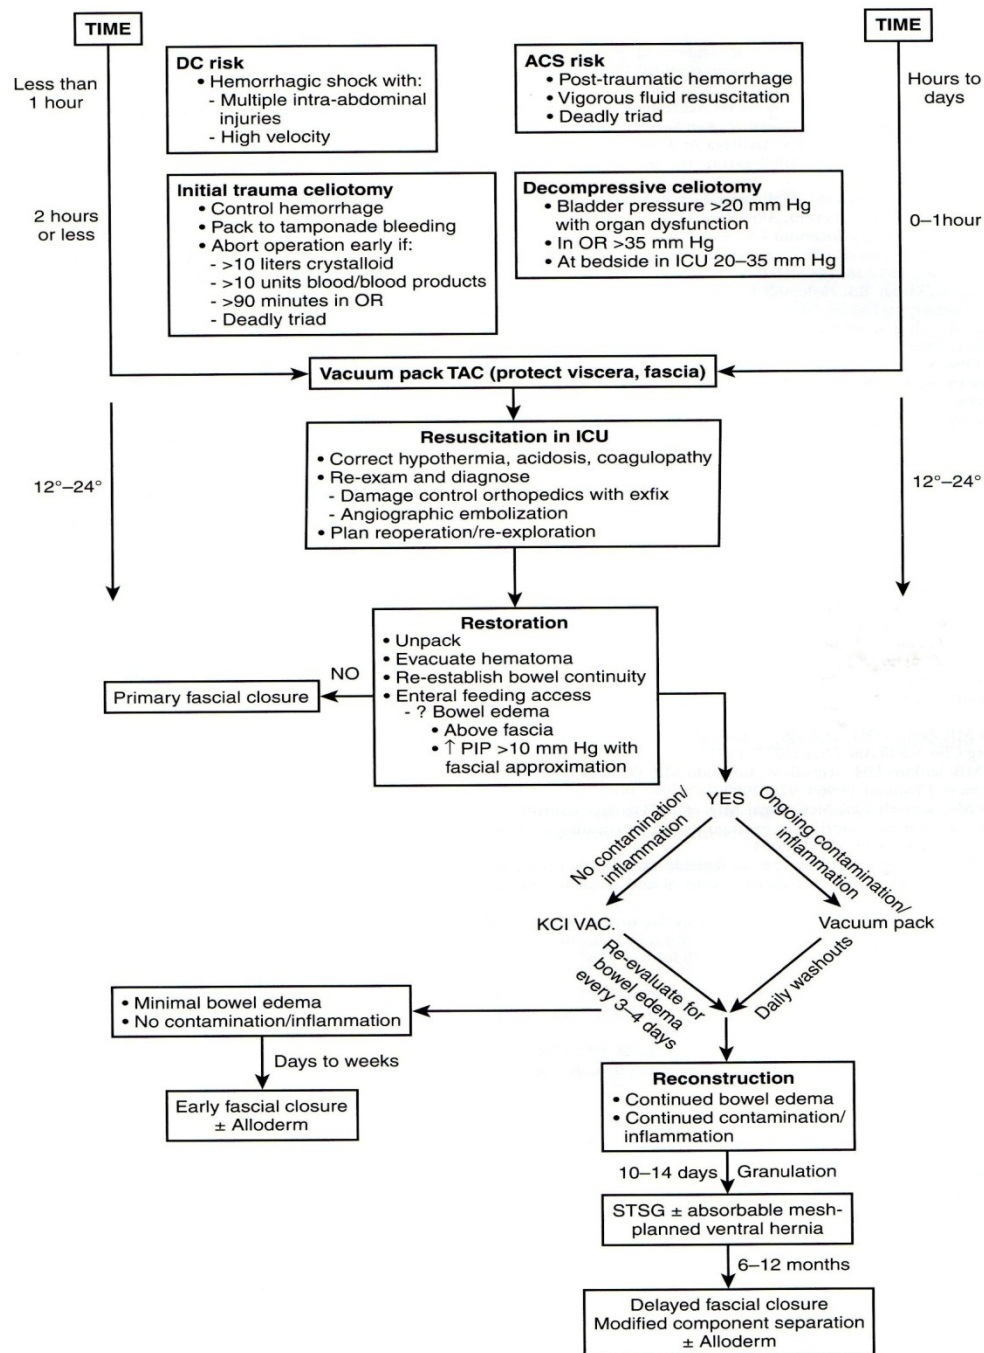 TIME
TIME
Less than
1 hour
DC risk
• Hemorrhagic shock with:
- Multiple intra-abdominal
injuries
- High velocity
ACS risk
• Post-traumatic hemorrhage
• Vigorous fluid resuscitation
• Deadly triad
Hours to
days
2 hours
or less
Initial trauma celiotomy
• Control hemorrhage
• Pack to tamponade bleeding
• Abort operation early if:
- >10 liters crystalloid
- >10 units blood/blood products
- >90 minutes in OR
- Deadly triad
Decompressive celiotomy
• Bladder pressure >20 mm Hg
with organ dysfunction
• In OR >35 mm Hg
• At bedside in ICU 20–35 mm Hg
0–1hour
Vacuum pack TAC (protect viscera, fascia)
12°–24°
Resuscitation in ICU
• Correct hypothermia, acidosis, coagulopathy
• Re-exam and diagnose
- Damage control orthopedics with exfix
- Angiographic embolization
• Plan reoperation/re-exploration
12°–24°
Restoration
• Unpack
• Evacuate hematoma
• Re-establish bowel continuity
• Enteral feeding access
- ? Bowel edema
• Above fascia
• ↑ PIP >10 mm Hg with
fascial approximation
NO
Primary fascial closure
YES
No contamination/
inflammation
Ongoing contamination/
inflammation
KCI VAC.
Vacuum pack
Re-evaluate for
bowel edema
every 3–4 days
Daily washouts
• Minimal bowel edema
• No contamination/inflammation
Days to weeks
Early fascial closure
± Alloderm
Reconstruction
• Continued bowel edema
• Continued contamination/
inflammation
10–14 days
Granulation
STSG ± absorbable mesh-
planned ventral hernia
6–12 months
Delayed fascial closure
Modified component separation
± Alloderm